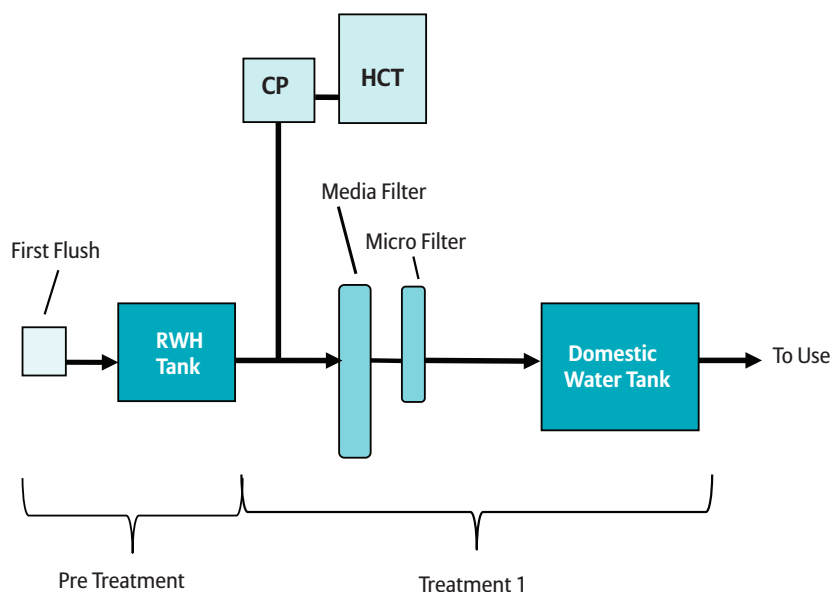 CP
HCT
Media Filter
Micro Filter
First Flush
RWH
Tank
Domestic
Water Tank
To Use
Pre Treatment
Treatment 1